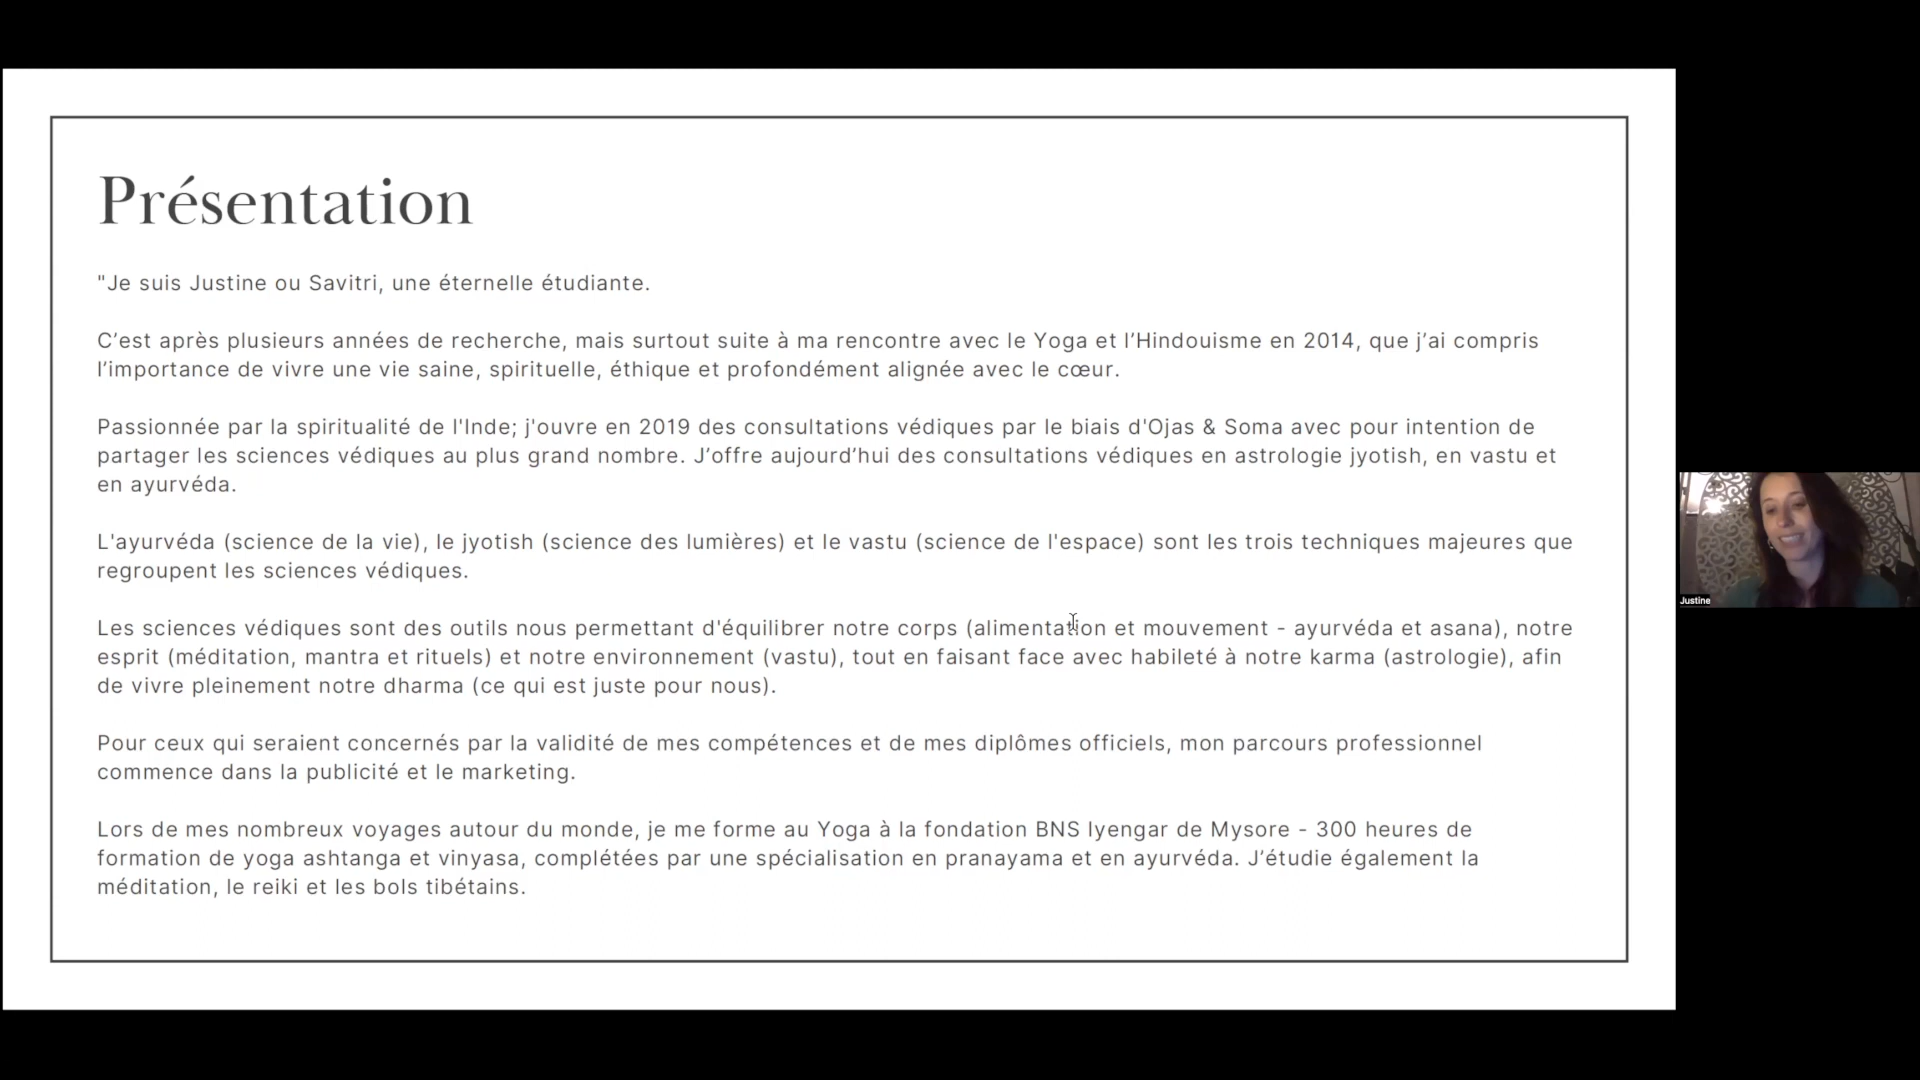 Présentation
"Je suis Justine ou Savitri, une éternelle étudiante.
C’est après plusieurs années de recherche, mais surtout suite à ma rencontre avec le Yoga et l’Hindouisme en 2014, que j’ai compris
l’importance de vivre une vie saine, spirituelle, éthique et profondément alignée avec le cœur.
Passionnée par la spiritualité de l'Inde; j'ouvre en 2019 des consultations védiques par le biais d'Ojas & Soma avec pour intention de
partager les sciences védiques au plus grand nombre. J’offre aujourd’hui des consultations védiques en astrologie jyotish, en vastu et
en ayurvéda.
L'ayurvéda (science de la vie), le jyotish (science des lumières) et le vastu (science de l'espace) sont les trois techniques majeures que
regroupent les sciences védiques.
Les sciences védiques sont des outils nous permettant d'équilibrer notre corps (alimentation et mouvement - ayurvéda et asana), notre
esprit (méditation, mantra et rituels) et notre environnement (vastu), tout en faisant face avec habileté à notre karma (astrologie), afin
de vivre pleinement notre dharma (ce qui est juste pour nous).
Pour ceux qui seraient concernés par la validité de mes compétences et de mes diplômes officiels, mon parcours professionnel
commence dans la publicité et le marketing.
Lors de mes nombreux voyages autour du monde, je me forme au Yoga à la fondation BNS Iyengar de Mysore - 300 heures de
formation de yoga ashtanga et vinyasa, complétées par une spécialisation en pranayama et en ayurvéda. J’étudie également la
méditation, le reiki et les bols tibétains.
Justine